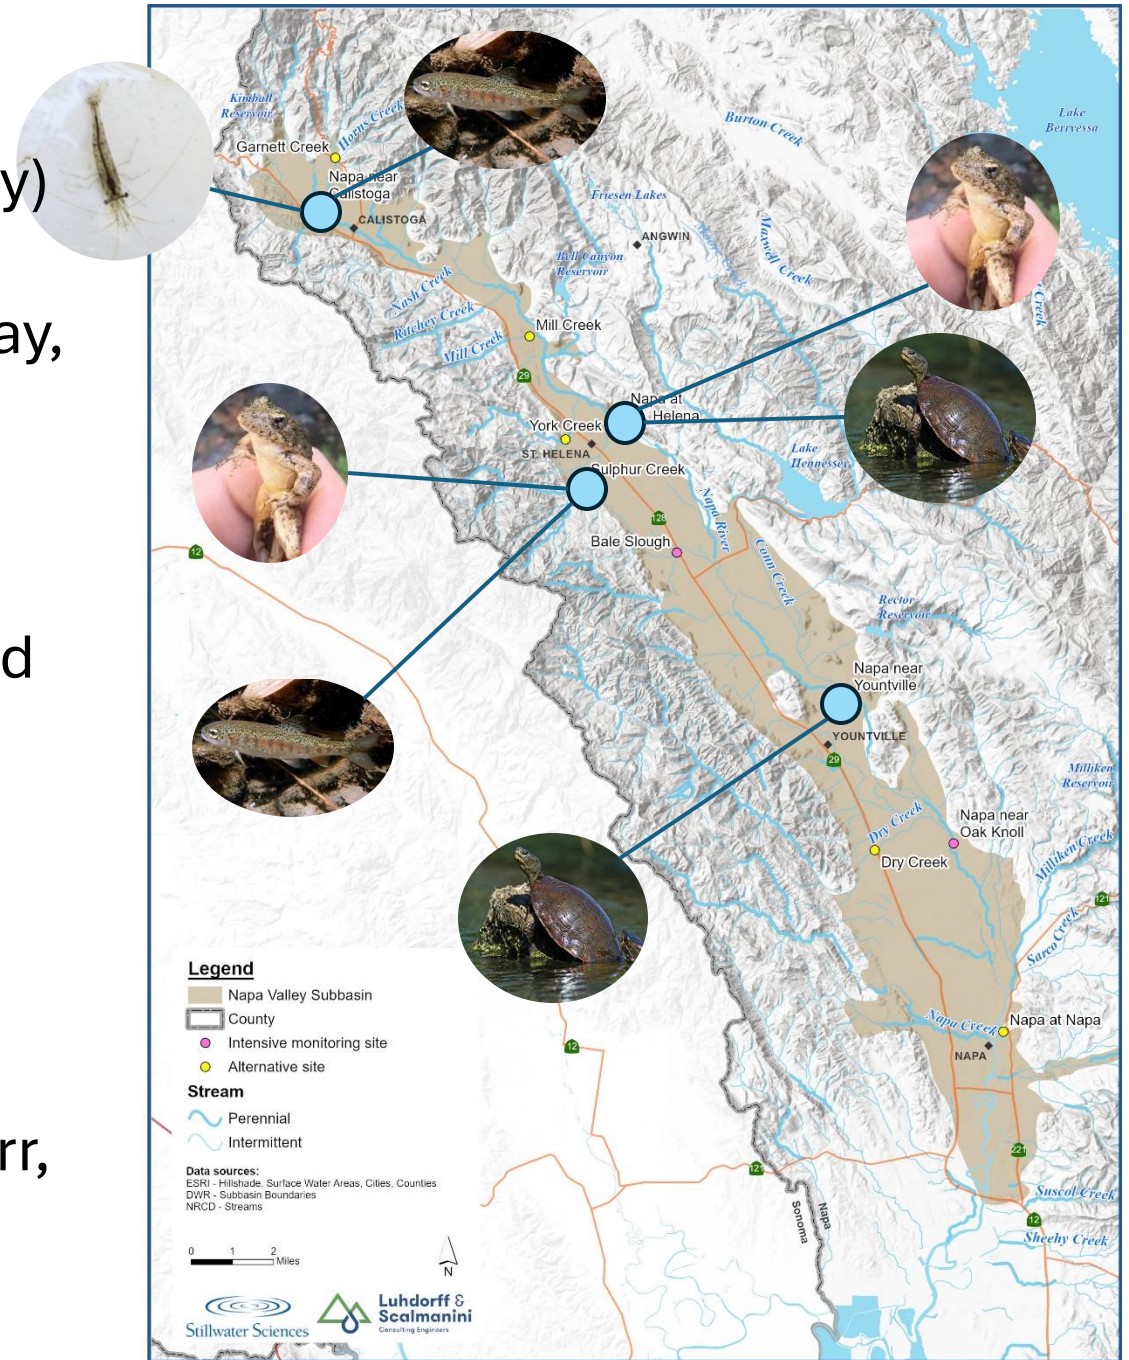 y)
ay,
d
rr,
Kimball
Reservoir
Horns Creek
Garnett Creek
Napa near
Calistoga
CALISTOGA
Burton Creek
Lake
Berryessa
Friesen Lakes
ANGWIN
Bell Canyon
Reservoir
Maxwell Creek
Creek
Nash Creek
Ritchey Creek
Mill Creek
Mill Creek
29
Napa at
Helena
York Creek
ST. HELENA
Sulphur Creek
Lake
Hennessey
128
Napa River
Bale Slough
Conn Creek
12
Rector
Reservoir
Napa near
Yountville
YOUNTVILLE
29
Milliken
Reservoir
Dry Creek
Napa near
Oak Knoll
Dry Creek
Milliken Creek
121
Sarco Creek
Napa Creek
Napa at Napa
NAPA
12
121
221
Suscol Creek
12
Sheehy Creek
Napa
Sonoma
Legend
Napa Valley Subbasin
County
Intensive monitoring site
Alternative site
Stream
Perennial
Intermittent
Data sources:
ESRI - Hillshade, Surface Water Areas, Cities, Counties
DWR - Subbasin Boundaries
NRCD - Streams
0 1 2
Miles
N
Stillwater Sciences
Luhdorff &
Scalmanini
Consulting Engineers